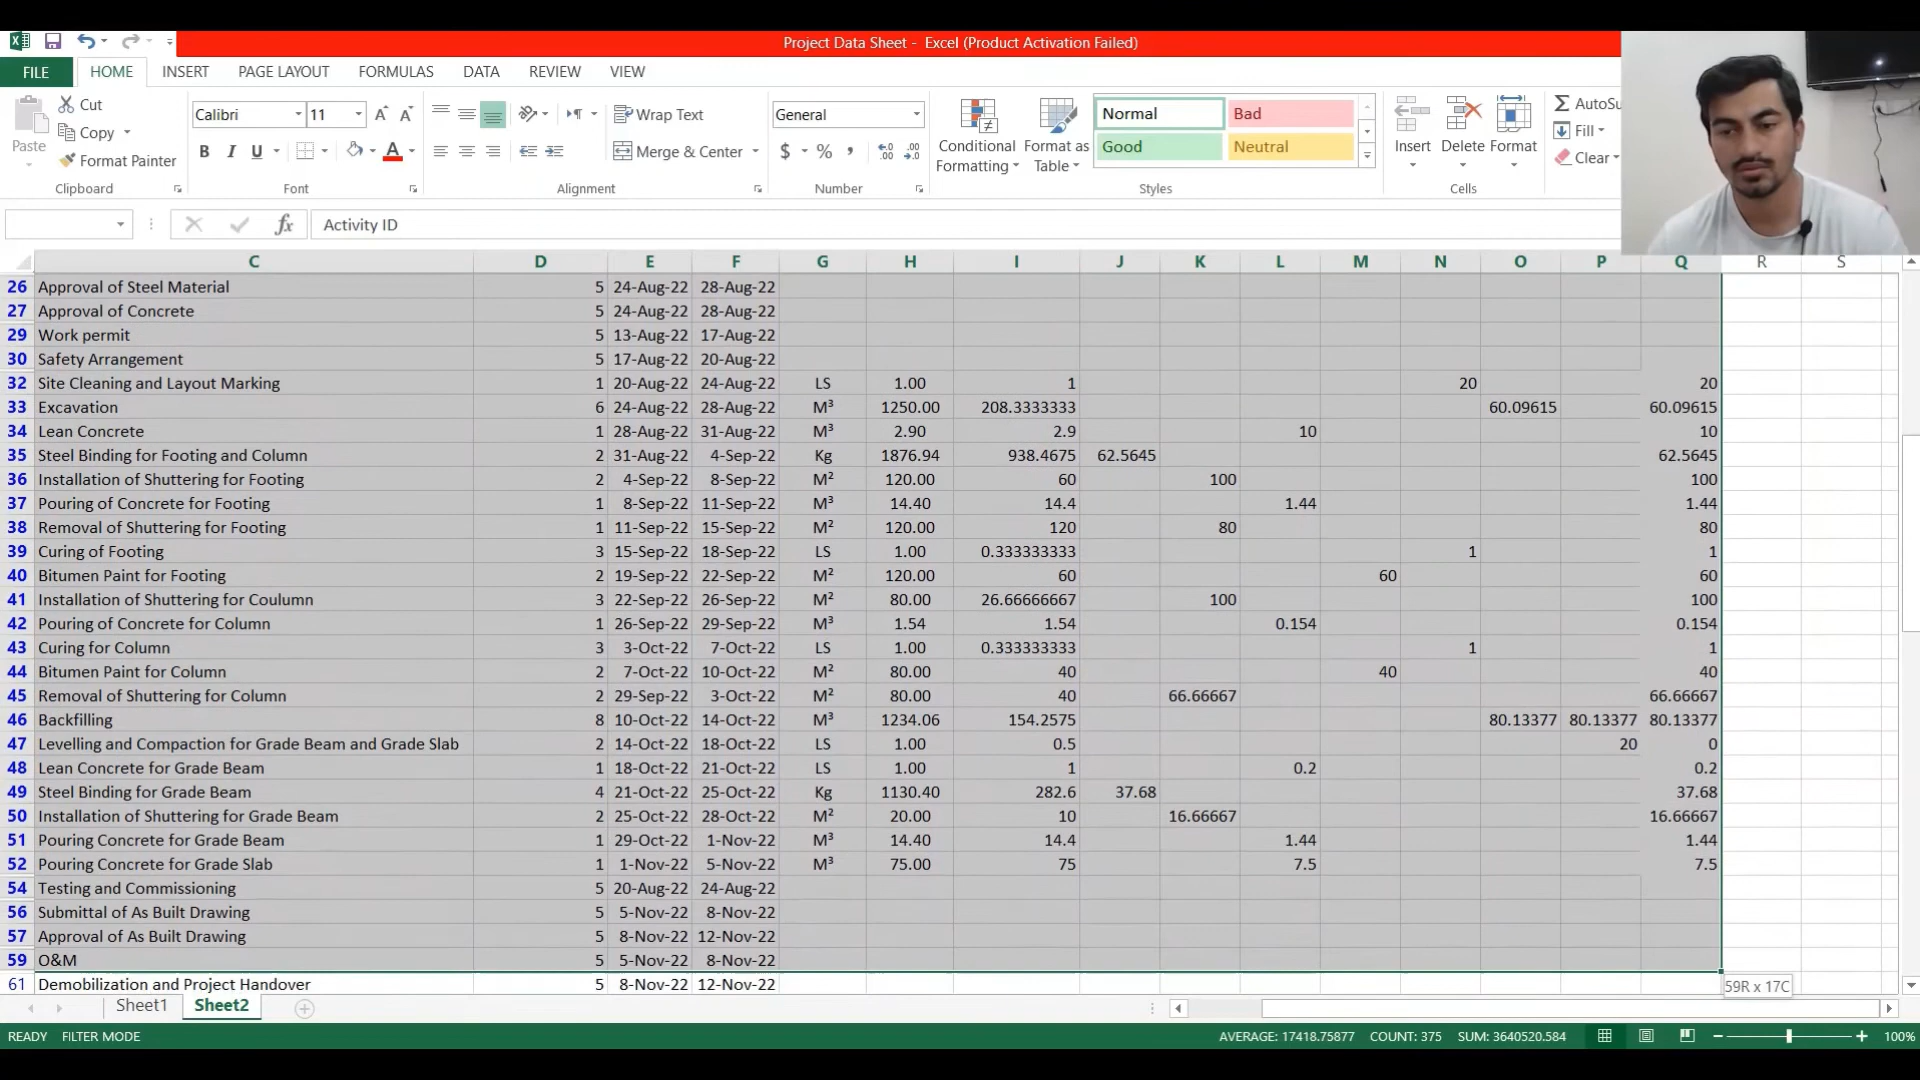 Project Data Sheet - Excel (Product Activation Failed)
FILE HOME INSERT PAGE LAYOUT FORMULAS DATA REVIEW VIEW
Cut
Copy
Format Painter
Paste
Clipboard
Calibri 11
B I U
Font
Wrap Text
Merge & Center
Alignment
General
$ % ,
Number
Conditional Formatting
Format as Table
Normal Bad
Good Neutral
Styles
Insert Delete Format
Cells
AutoSu
Fill
Clear
fx Activity ID
C D E F G H I J K L M N O P Q R S
26 Approval of Steel Material 5 24-Aug-22 28-Aug-22
27 Approval of Concrete 5 24-Aug-22 28-Aug-22
29 Work permit 5 13-Aug-22 17-Aug-22
30 Safety Arrangement 5 17-Aug-22 20-Aug-22
32 Site Cleaning and Layout Marking 1 20-Aug-22 24-Aug-22 LS 1.00 1 20 20
33 Excavation 6 24-Aug-22 28-Aug-22 M³ 1250.00 208.3333333 60.09615 60.09615
34 Lean Concrete 1 28-Aug-22 31-Aug-22 M³ 2.90 2.9 10 10
35 Steel Binding for Footing and Column 2 31-Aug-22 4-Sep-22 Kg 1876.94 938.4675 62.5645 62.5645
36 Installation of Shuttering for Footing 2 4-Sep-22 8-Sep-22 M² 120.00 60 100 100
37 Pouring of Concrete for Footing 1 8-Sep-22 11-Sep-22 M³ 14.40 14.4 1.44 1.44
38 Removal of Shuttering for Footing 1 11-Sep-22 15-Sep-22 M² 120.00 120 80 80
39 Curing of Footing 3 15-Sep-22 18-Sep-22 LS 1.00 0.333333333 1 1
40 Bitumen Paint for Footing 2 19-Sep-22 22-Sep-22 M² 120.00 60 60 60
41 Installation of Shuttering for Coulumn 3 22-Sep-22 26-Sep-22 M² 80.00 26.66666667 100 100
42 Pouring of Concrete for Column 1 26-Sep-22 29-Sep-22 M³ 1.54 1.54 0.154 0.154
43 Curing for Column 3 3-Oct-22 7-Oct-22 LS 1.00 0.333333333 1 1
44 Bitumen Paint for Column 2 7-Oct-22 10-Oct-22 M² 80.00 40 40 40
45 Removal of Shuttering for Column 2 29-Sep-22 3-Oct-22 M² 80.00 40 66.66667 66.66667
46 Backfilling 8 10-Oct-22 14-Oct-22 M³ 1234.06 154.2575 80.13377 80.13377 80.13377
47 Levelling and Compaction for Grade Beam and Grade Slab 2 14-Oct-22 18-Oct-22 LS 1.00 0.5 20 0
48 Lean Concrete for Grade Beam 1 18-Oct-22 21-Oct-22 LS 1.00 1 0.2 0.2
49 Steel Binding for Grade Beam 4 21-Oct-22 25-Oct-22 Kg 1130.40 282.6 37.68 37.68
50 Installation of Shuttering for Grade Beam 2 25-Oct-22 28-Oct-22 M² 20.00 10 16.66667 16.66667
51 Pouring Concrete for Grade Beam 1 29-Oct-22 1-Nov-22 M³ 14.40 14.4 1.44 1.44
52 Pouring Concrete for Grade Slab 1 1-Nov-22 5-Nov-22 M³ 75.00 75 7.5 7.5
54 Testing and Commissioning 5 20-Aug-22 24-Aug-22
56 Submittal of As Built Drawing 5 5-Nov-22 8-Nov-22
57 Approval of As Built Drawing 5 8-Nov-22 12-Nov-22
59 O&M 5 5-Nov-22 8-Nov-22
61 Demobilization and Project Handover 5 8-Nov-22 12-Nov-22
59R x 17C
Sheet1 Sheet2
READY FILTER MODE AVERAGE: 17418.75877 COUNT: 375 SUM: 3640520.584 100%